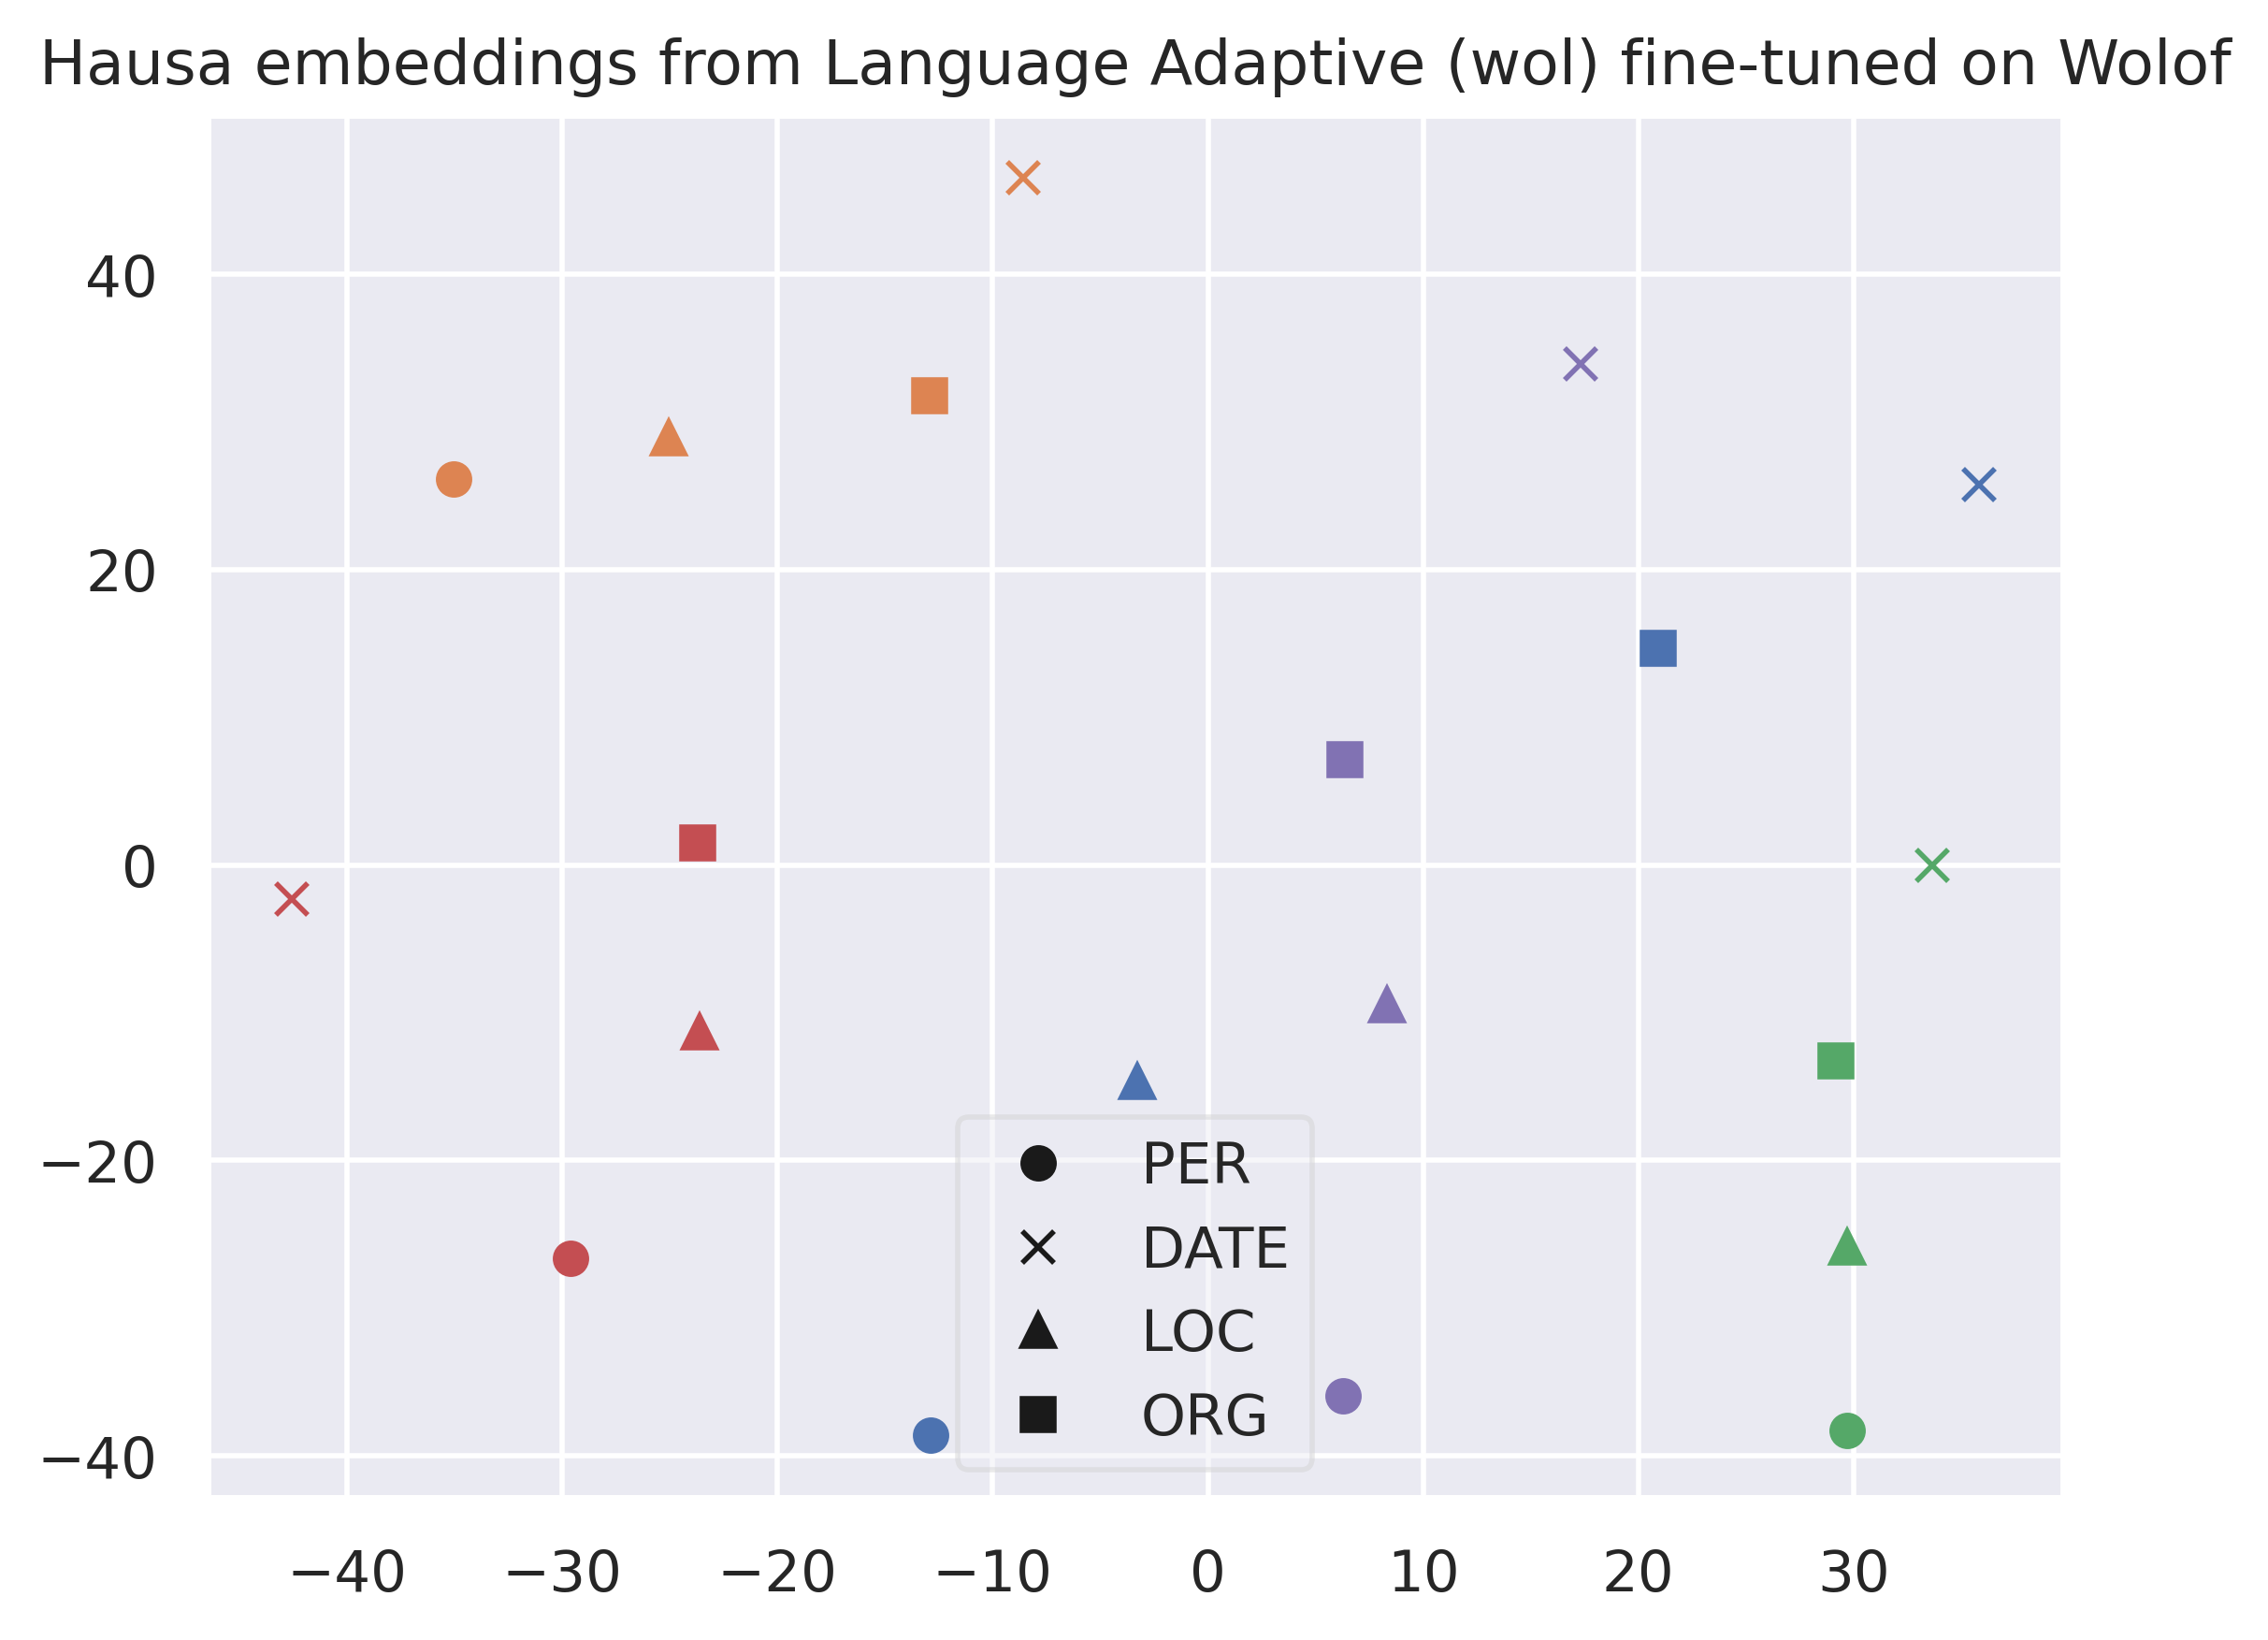 Hausa embeddings from Language Adaptive (wol) fine-tuned on Wolof
40
20
0
−20
−40
PER
DATE
LOC
ORG
−40 −30 −20 −10 0 10 20 30